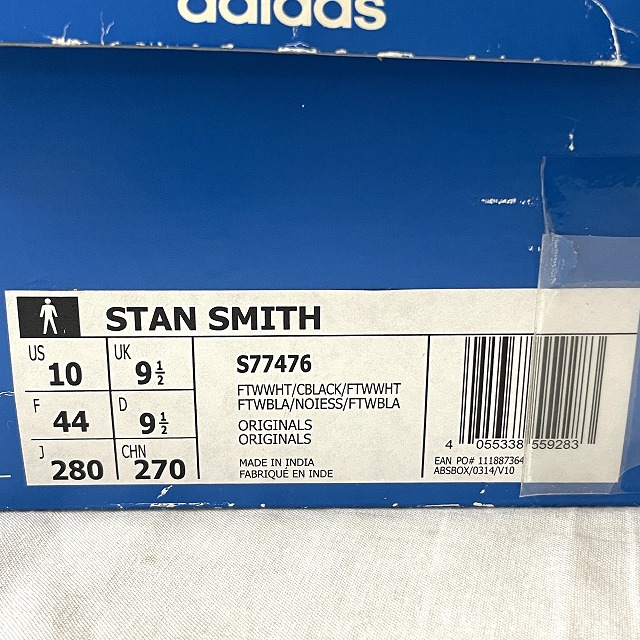 adidas
STAN SMITH
US 10 UK 9 1/2
F 44 D 9 1/2
J 280 CHN 270
S77476
FTWWHT/CBLACK/FTWWHT
FTWBLA/NOIESS/FTWBLA
ORIGINALS
ORIGINALS
MADE IN INDIA
FABRIQUÉ EN INDE
4 055338 559283
EAN PO# 111887364
ABSBOX/0314/V10